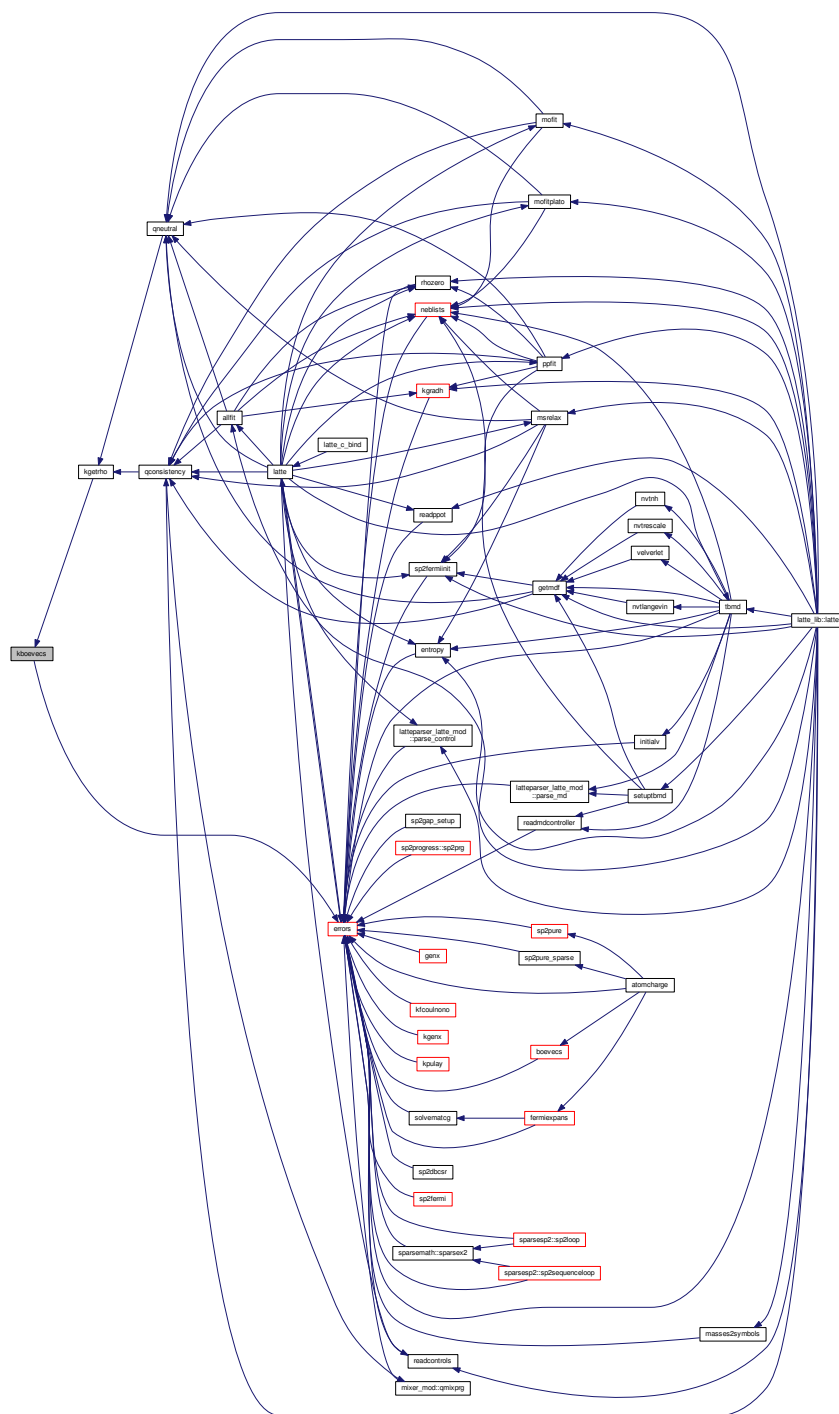 mofit
mofitplato
qneutral
rhozero
neblists
ppfit
kgradh
allfit
msrelax
latte_c_bind
kgetrho
qconsistency
latte
nvtnh
readppot
nvtrescale
velverlet
sp2fermiinit
getmdf
nvtlangevin
tbmd
latte_lib::latte
kboevecs
entropy
latteparser_latte_mod
::parse_control
initialv
latteparser_latte_mod
::parse_md
setuptbmd
sp2gap_setup
readmdcontroller
sp2progress::sp2prg
errors
sp2pure
genx
sp2pure_sparse
atomcharge
kfcoulnono
kgenx
boevecs
kpulay
solvematcg
fermiexpans
sp2dbcsr
sp2fermi
sparsesp2::sp2loop
sparsemath::sparsex2
sparsesp2::sp2sequenceloop
masses2symbols
readcontrols
mixer_mod::qmixprg